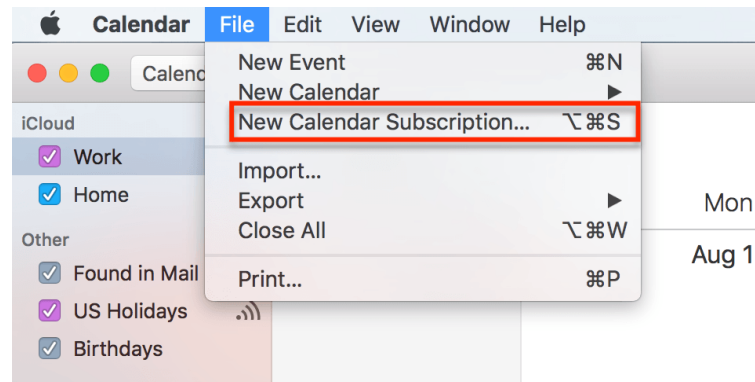 Calendar File Edit View Window Help
Calend
New Event ⌘N
New Calendar ▶
New Calendar Subscription... ⌥⌘S
Import...
Export ▶
Close All ⌥⌘W
Print... ⌘P
iCloud
Work
Home
Other
Found in Mail
US Holidays
Birthdays
Mon
Aug 1